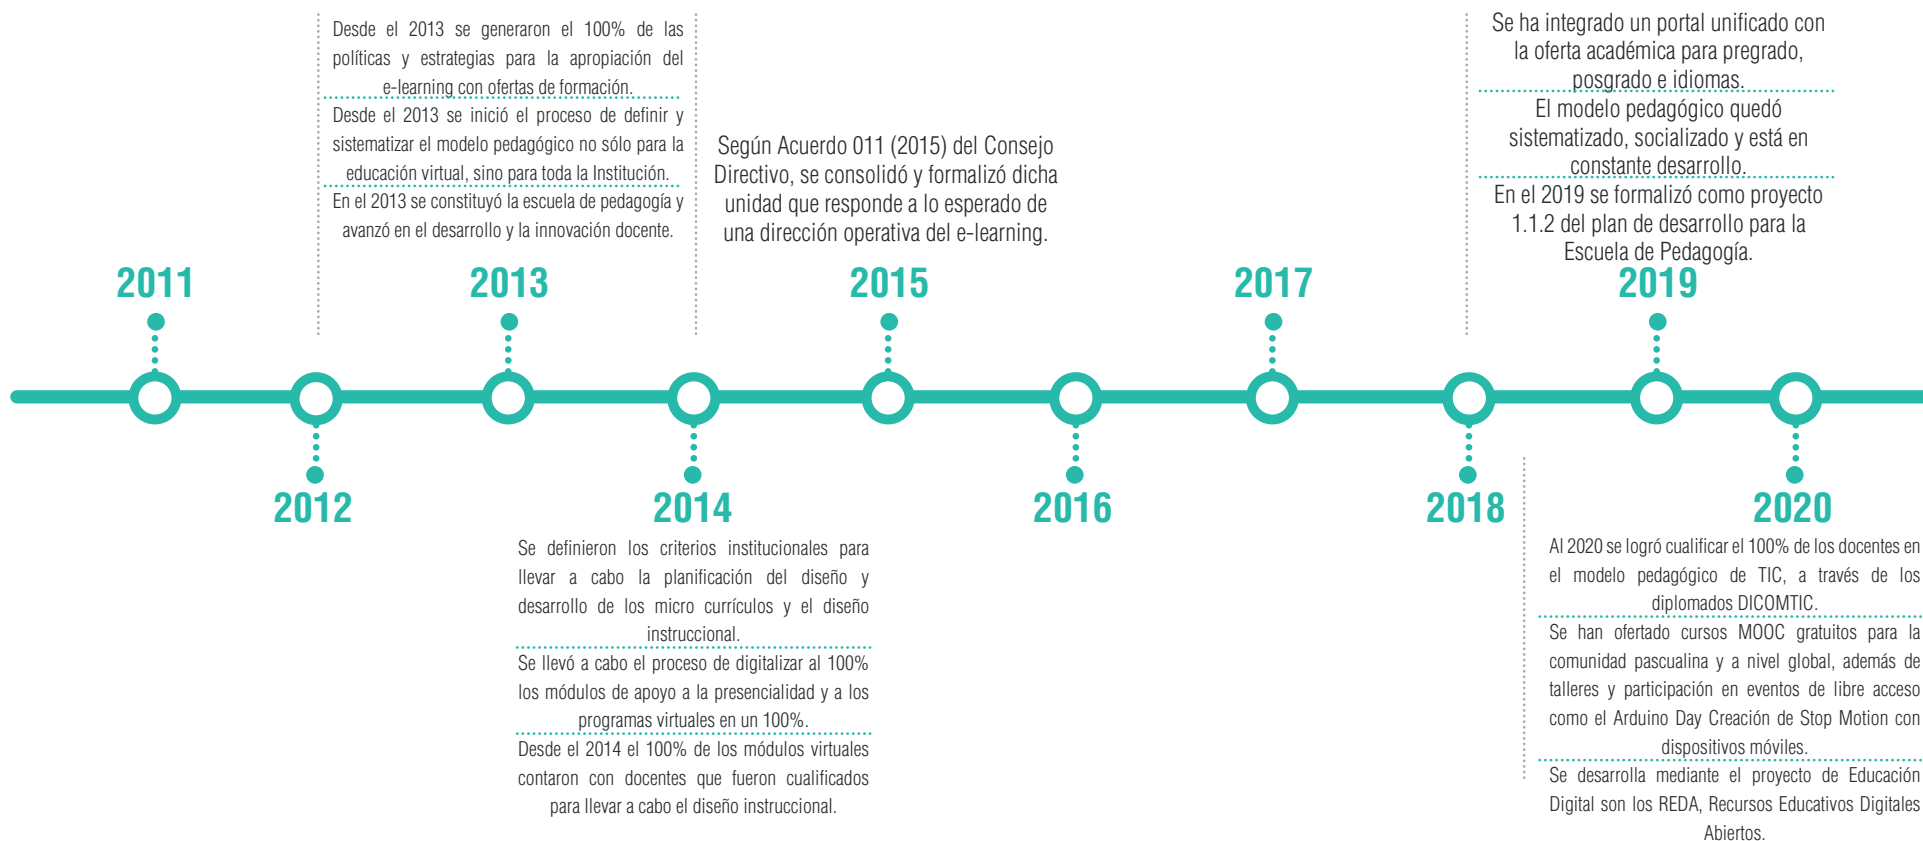 Desde el 2013 se generaron el 100% de las
políticas y estrategias para la apropiación del
e-learning con ofertas de formación.
Desde el 2013 se inició el proceso de definir y
sistematizar el modelo pedagógico no sólo para la
educación virtual, sino para toda la Institución.
En el 2013 se constituyó la escuela de pedagogía y
avanzó en el desarrollo y la innovación docente.
Según Acuerdo 011 (2015) del Consejo
Directivo, se consolidó y formalizó dicha
unidad que responde a lo esperado de
una dirección operativa del e-learning.
Se ha integrado un portal unificado con
la oferta académica para pregrado,
posgrado e idiomas.
El modelo pedagógico quedó
sistematizado, socializado y está en
constante desarrollo.
En el 2019 se formalizó como proyecto
1.1.2 del plan de desarrollo para la
Escuela de Pedagogía.
2011
2013
2015
2017
2019
2012
2014
2016
2018
2020
Se definieron los criterios institucionales para
llevar a cabo la planificación del diseño y
desarrollo de los micro currículos y el diseño
instruccional.
Se llevó a cabo el proceso de digitalizar al 100%
los módulos de apoyo a la presencialidad y a los
programas virtuales en un 100%.
Desde el 2014 el 100% de los módulos virtuales
contaron con docentes que fueron cualificados
para llevar a cabo el diseño instruccional.
Al 2020 se logró cualificar el 100% de los docentes en
el modelo pedagógico de TIC, a través de los
diplomados DICOMTIC.
Se han ofertado cursos MOOC gratuitos para la
comunidad pascualina y a nivel global, además de
talleres y participación en eventos de libre acceso
como el Arduino Day Creación de Stop Motion con
dispositivos móviles.
Se desarrolla mediante el proyecto de Educación
Digital son los REDA, Recursos Educativos Digitales
Abiertos.